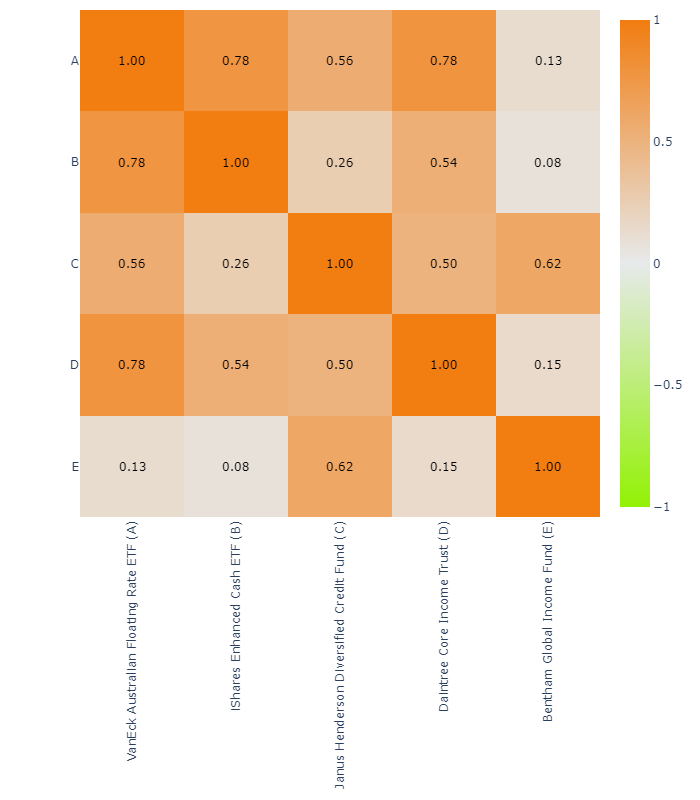 A 1.00 0.78 0.56 0.78 0.13
B 0.78 1.00 0.26 0.54 0.08
C 0.56 0.26 1.00 0.50 0.62
D 0.78 0.54 0.50 1.00 0.15
E 0.13 0.08 0.62 0.15 1.00
VanEck Australian Floating Rate ETF (A)
iShares Enhanced Cash ETF (B)
Janus Henderson Diversified Credit Fund (C)
Daintree Core Income Trust (D)
Bentham Global Income Fund (E)
1
0.5
0
−0.5
−1